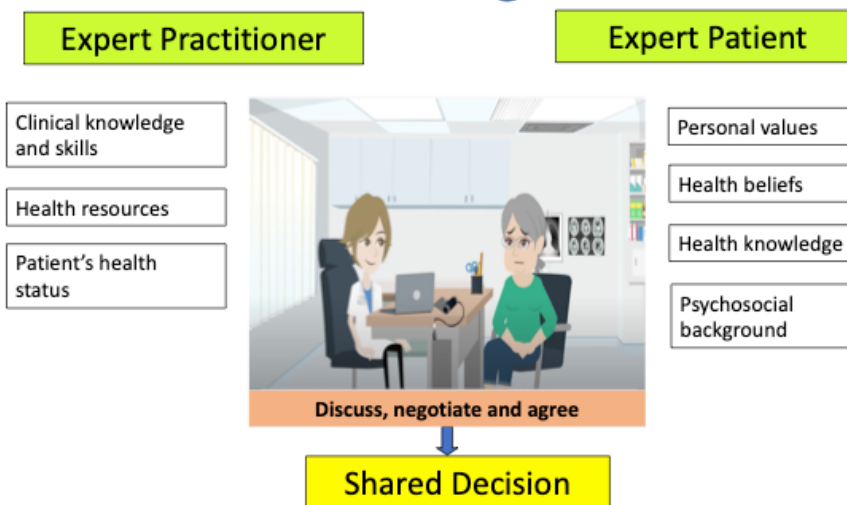 Expert Practitioner
Expert Patient
Clinical knowledge
and skills
Health resources
Patient’s health
status
Personal values
Health beliefs
Health knowledge
Psychosocial
background
Discuss, negotiate and agree
Shared Decision